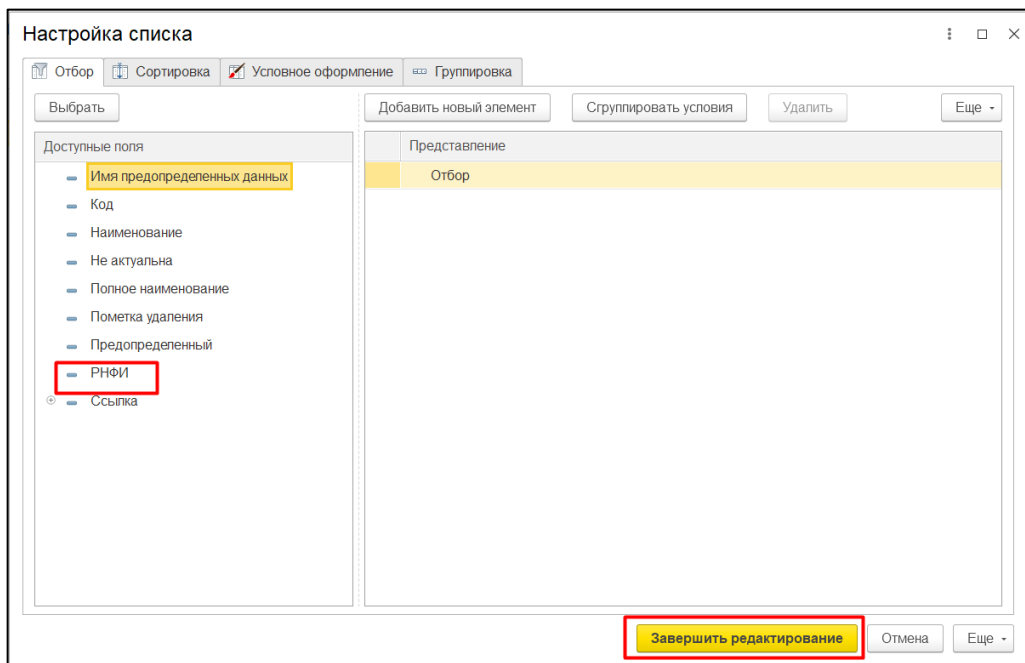 Настройка списка
Отбор Сортировка Условное оформление Группировка
Выбрать Добавить новый элемент Сгруппировать условия Удалить Еще
Доступные поля Представление
Имя предопределенных данных Отбор
Код
Наименование
Не актуальна
Полное наименование
Пометка удаления
Предопределенный
РНФИ
Ссылка
Завершить редактирование Отмена Еще